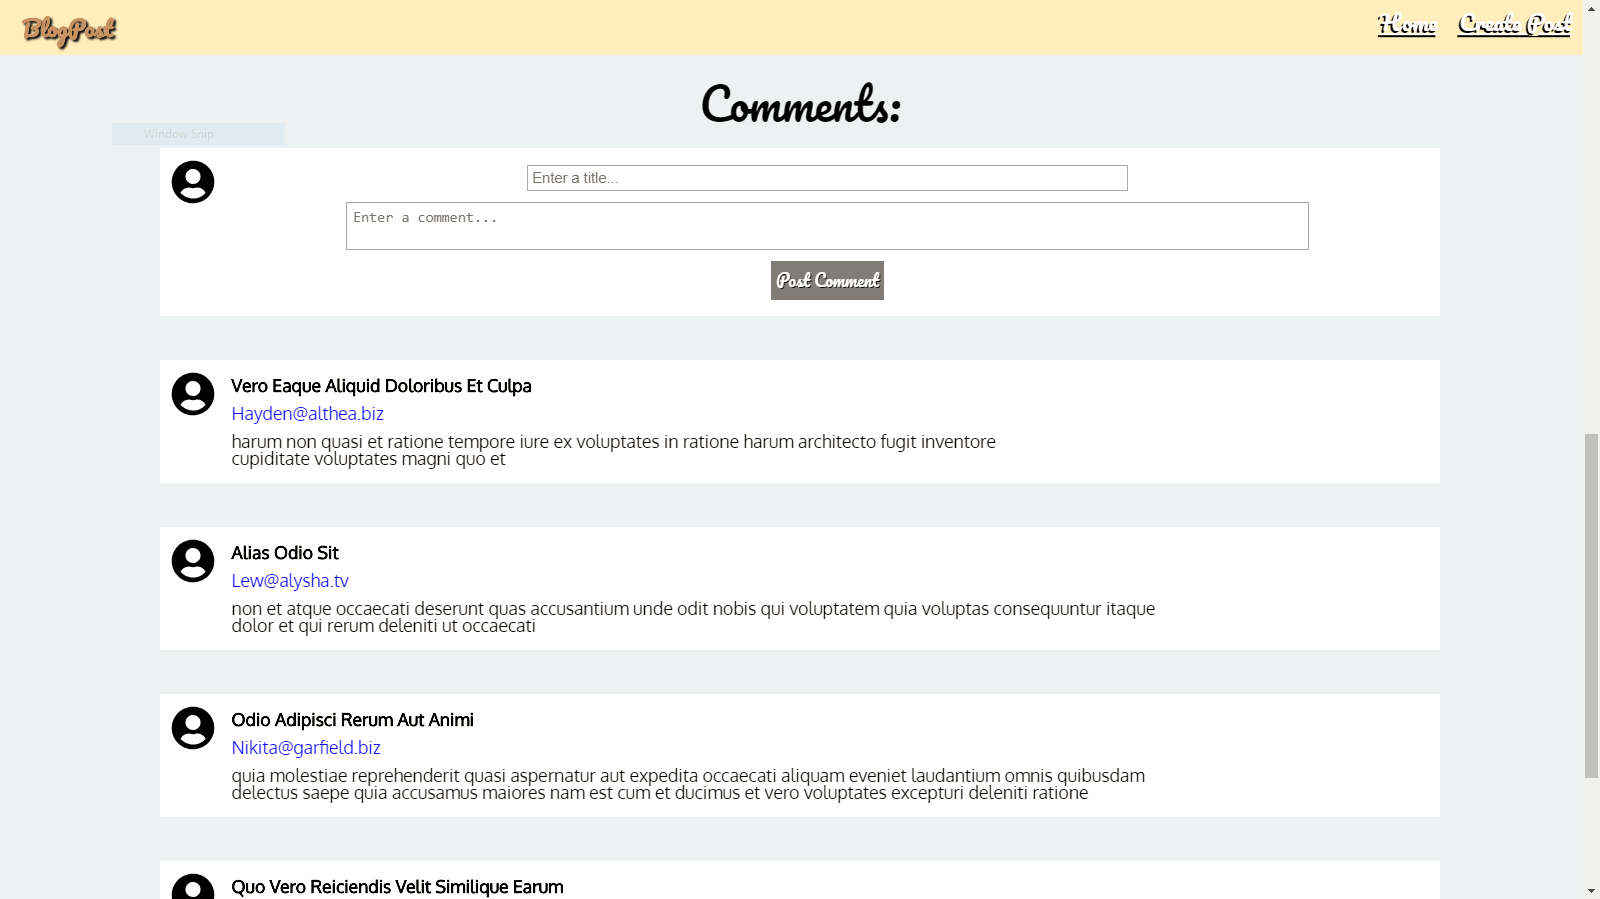 BlogPost
Home
Create Post
Comments:
Window Snip
Enter a title...
Enter a comment...
Post Comment
Vero Eaque Aliquid Doloribus Et Culpa
Hayden@althea.biz
harum non quasi et ratione tempore iure ex voluptates in ratione harum architecto fugit inventore
cupiditate voluptates magni quo et
Alias Odio Sit
Lew@alysha.tv
non et atque occaecati deserunt quas accusantium unde odit nobis qui voluptatem quia voluptas consequuntur itaque
dolor et qui rerum deleniti ut occaecati
Odio Adipisci Rerum Aut Animi
Nikita@garfield.biz
quia molestiae reprehenderit quasi aspernatur aut expedita occaecati aliquam eveniet laudantium omnis quibusdam
delectus saepe quia accusamus maiores nam est cum et ducimus et vero voluptates excepturi deleniti ratione
Quo Vero Reiciendis Velit Similique Earum